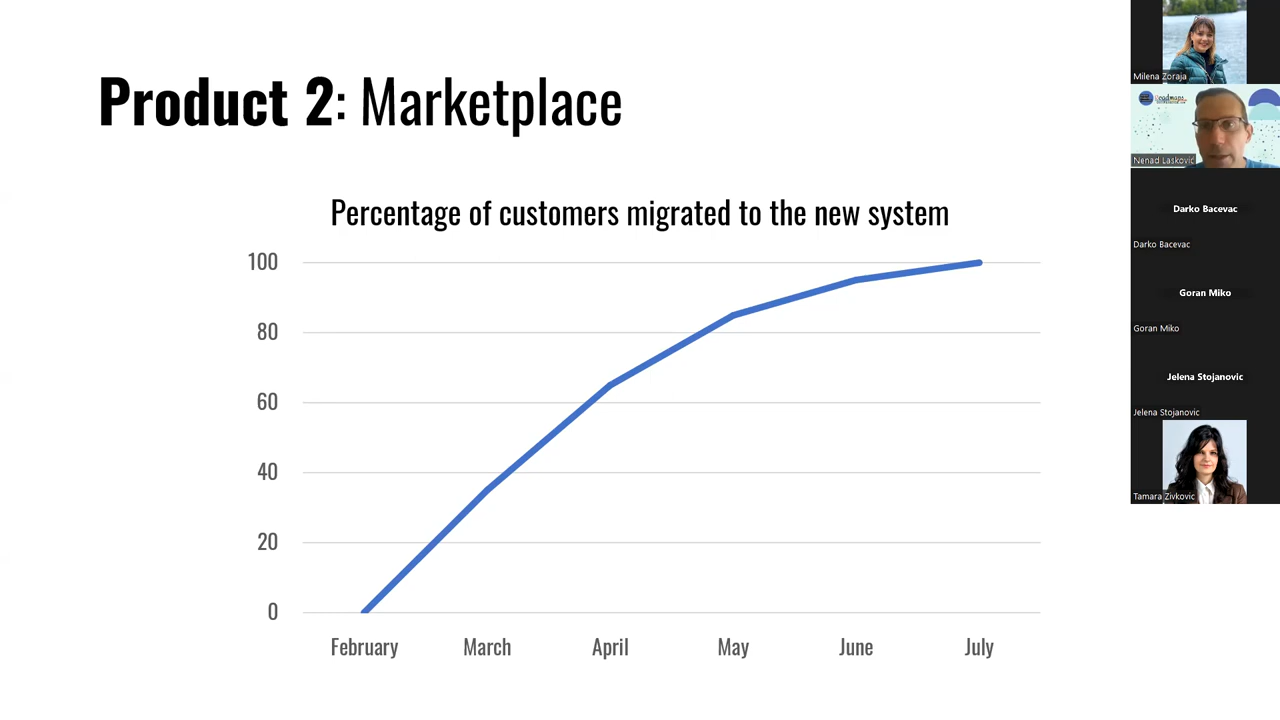 Product 2: Marketplace
Percentage of customers migrated to the new system
100
80
60
40
20
0
February March April May June July
Milena Zoraja
Nenad Lasković
Darko Bacevac
Darko Bacevac
Goran Miko
Goran Miko
Jelena Stojanovic
Jelena Stojanovic
Tamara Zivkovic